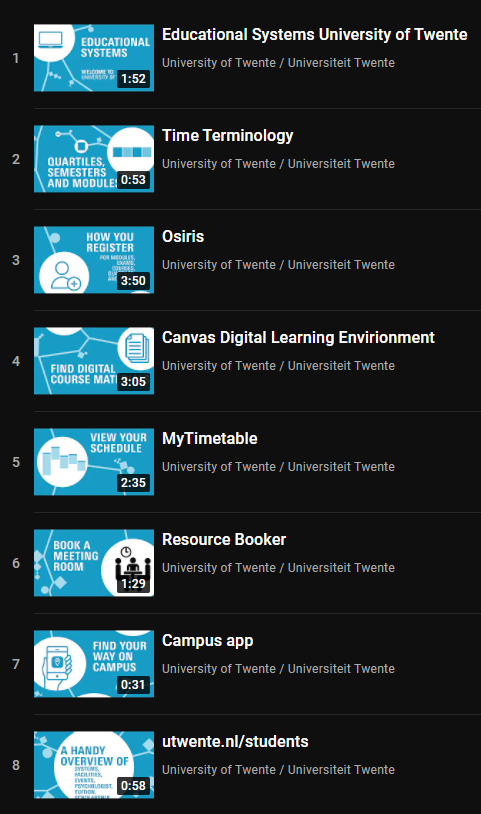 1
EDUCATIONAL
SYSTEMS
WELCOME TO
UNIVERSITY OF
1:52
Educational Systems University of Twente
University of Twente / Universiteit Twente
2
QUARTILES,
SEMESTERS
AND MODULES
0:53
Time Terminology
University of Twente / Universiteit Twente
3
HOW YOU
REGISTER
FOR MODULES,
EXAMS,
COURSES,
3:50
Osiris
University of Twente / Universiteit Twente
4
FIND DIGITAL
COURSE MAT
3:05
Canvas Digital Learning Envirionment
University of Twente / Universiteit Twente
5
VIEW YOUR
SCHEDULE
2:35
MyTimetable
University of Twente / Universiteit Twente
6
BOOK A
MEETING
ROOM
1:29
Resource Booker
University of Twente / Universiteit Twente
7
FIND YOUR
WAY ON
CAMPUS
0:31
Campus app
University of Twente / Universiteit Twente
8
A HANDY
OVERVIEW OF
SYSTEMS,
FACILITIES,
EVENTS,
PSYCHOLOGIST,
TUITION,
SCHOLARSHIP
0:58
utwente.nl/students
University of Twente / Universiteit Twente